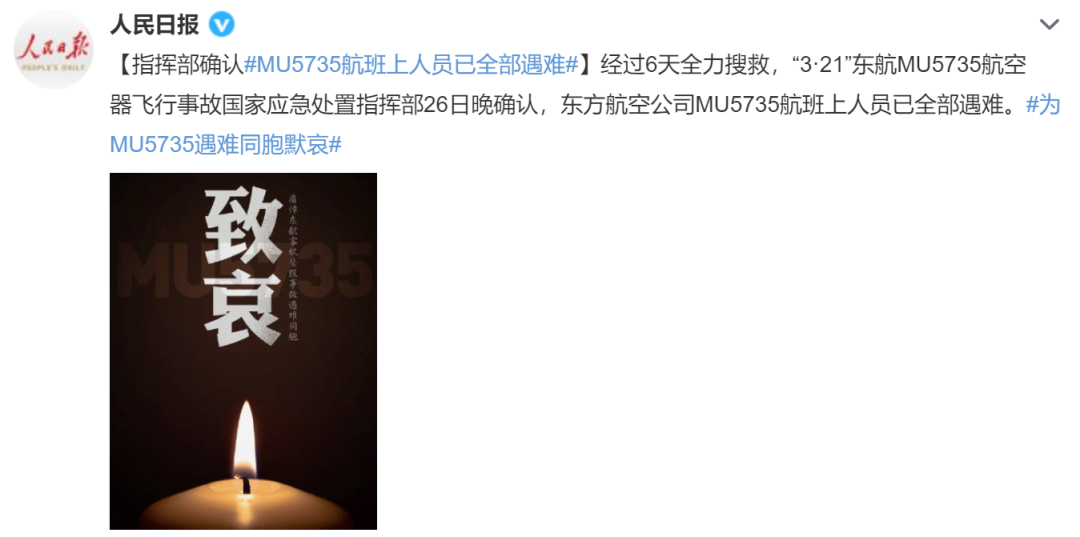 人民日报
PEOPLE'S DAILY
人民日报
【指挥部确认#MU5735航班上人员已全部遇难#】经过6天全力搜救，“3·21”东航MU5735航空
器飞行事故国家应急处置指挥部26日晚确认，东方航空公司MU5735航班上人员已全部遇难。#为
MU5735遇难同胞默哀#
致哀
痛悼东航客机坠毁事故遇难同胞
MU5735